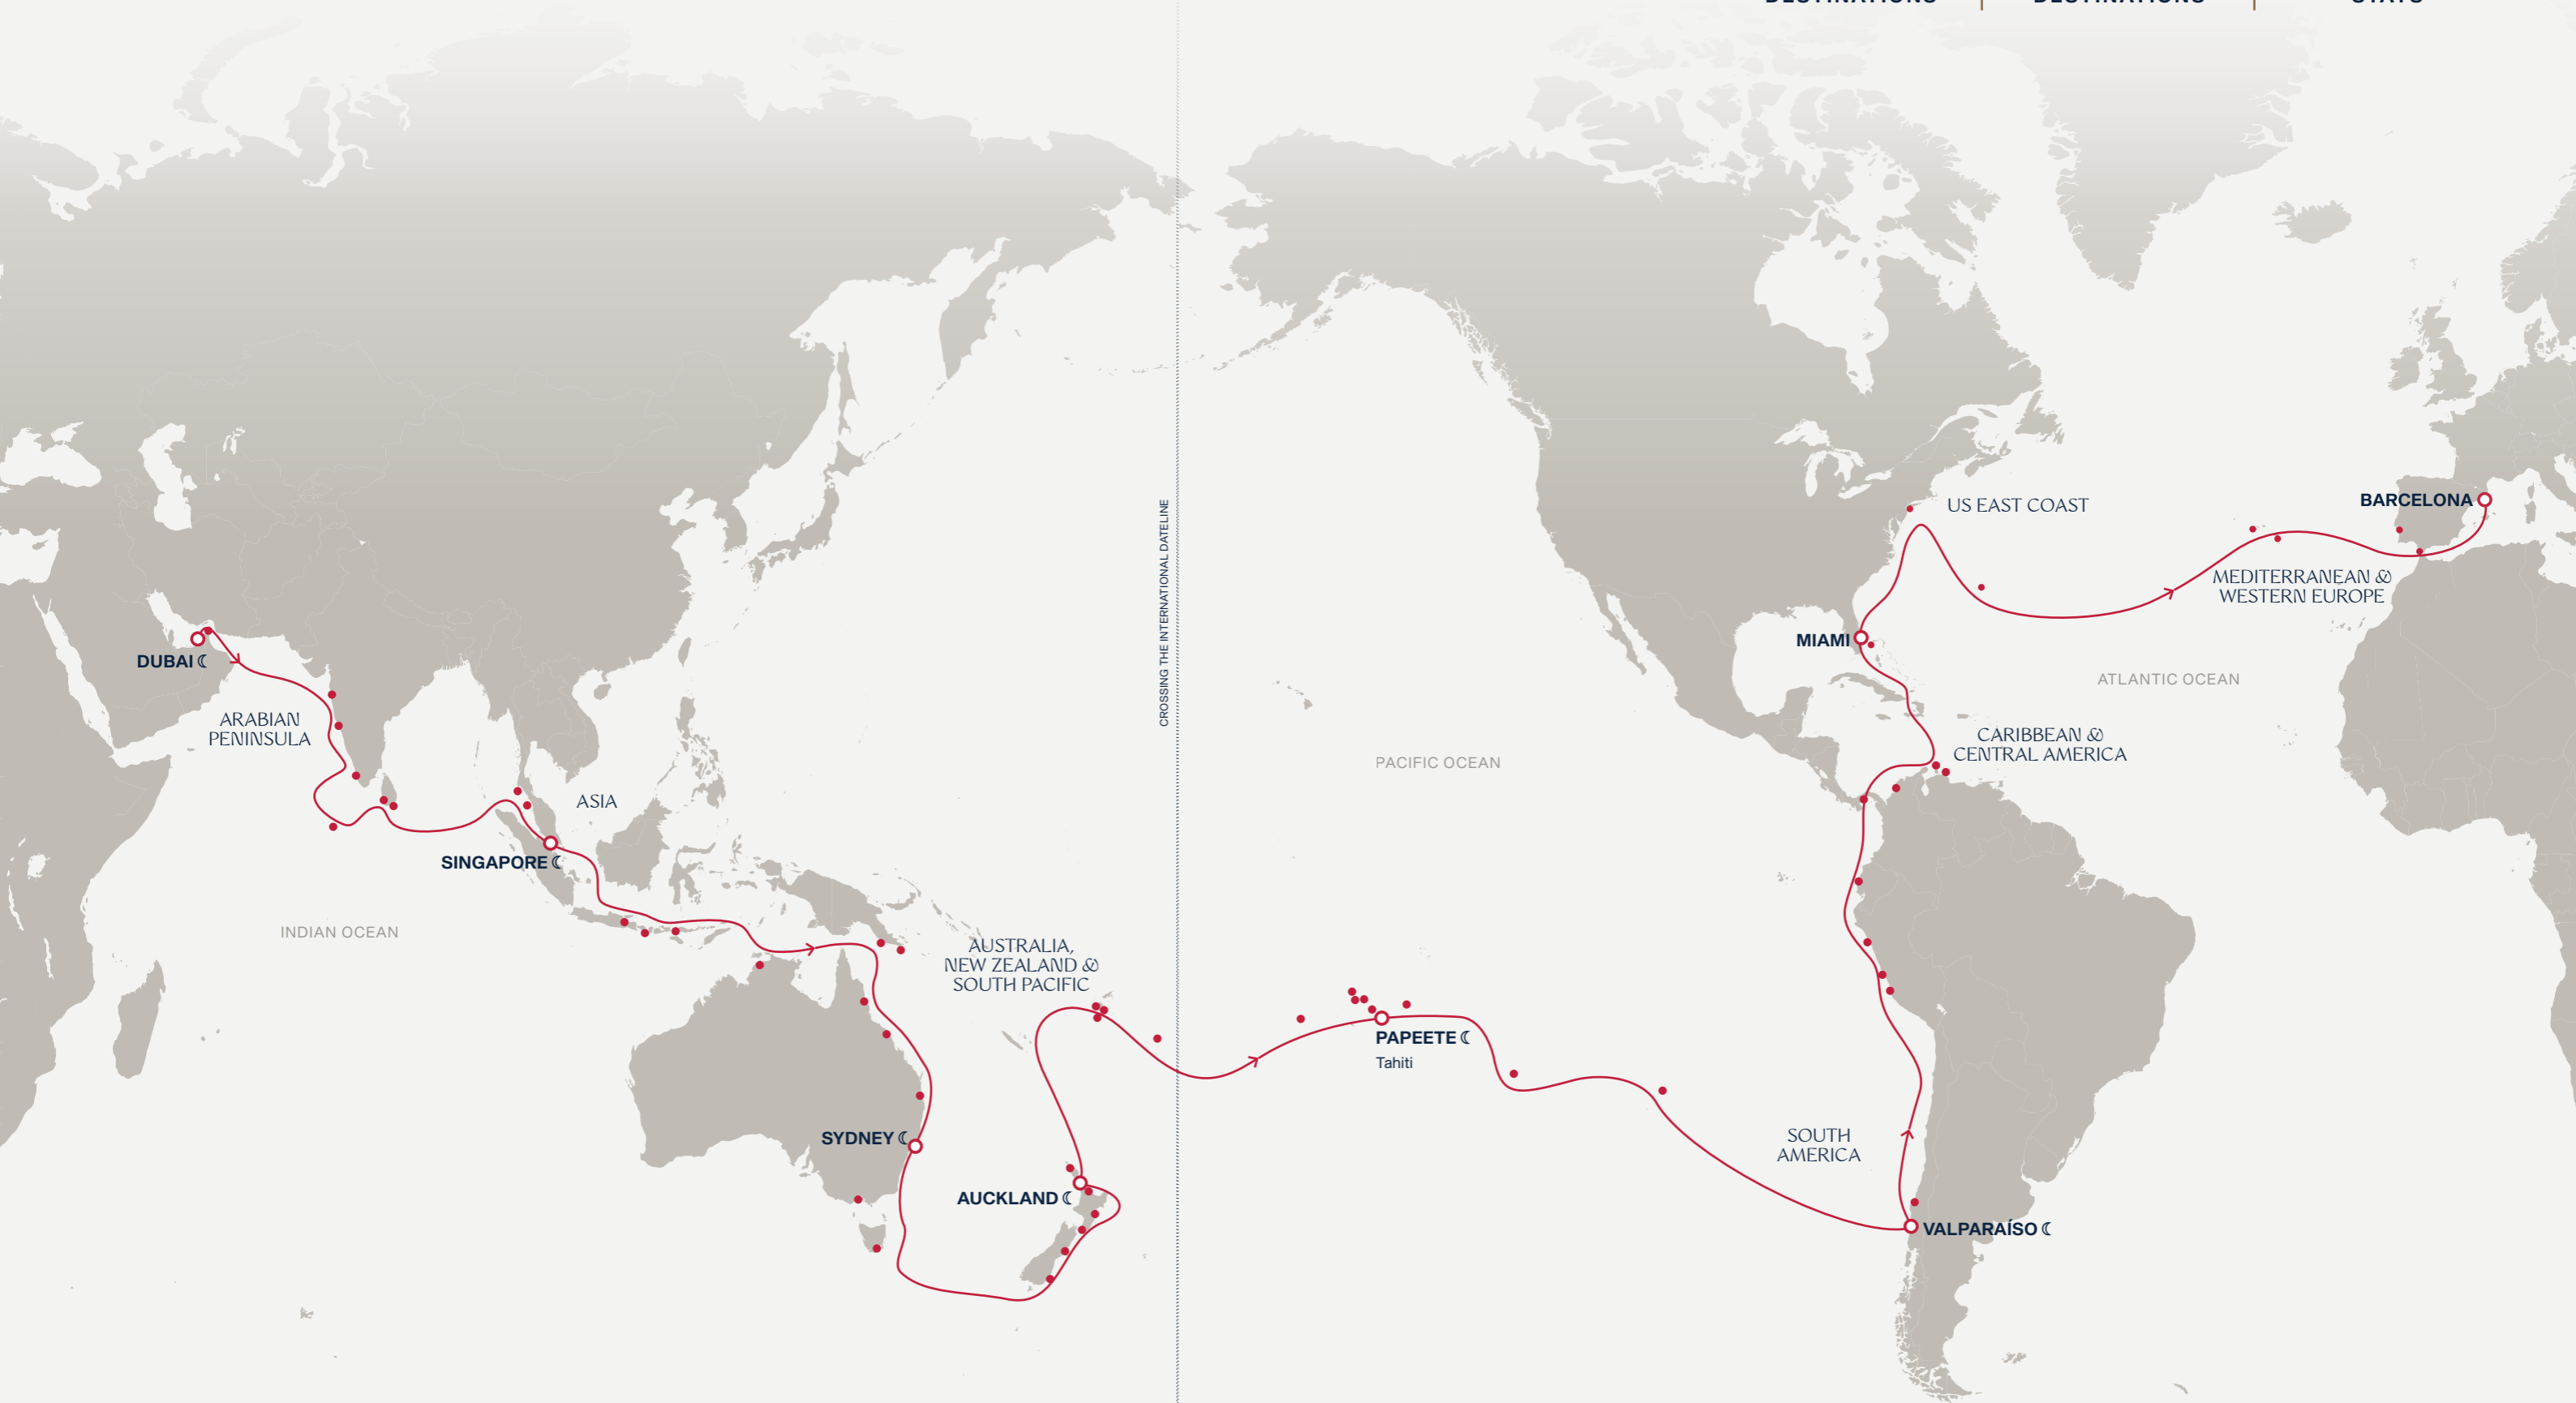 US EAST COAST
BARCELONA
MEDITERRANEAN &
WESTERN EUROPE
CROSSING THE INTERNATIONAL DATELINE
MIAMI
DUBAI
ATLANTIC OCEAN
ARABIAN
PENINSULA
CARIBBEAN &
CENTRAL AMERICA
PACIFIC OCEAN
ASIA
SINGAPORE
INDIAN OCEAN
AUSTRALIA,
NEW ZEALAND &
SOUTH PACIFIC
PAPEETE
Tahiti
SYDNEY
SOUTH
AMERICA
AUCKLAND
VALPARAÍSO